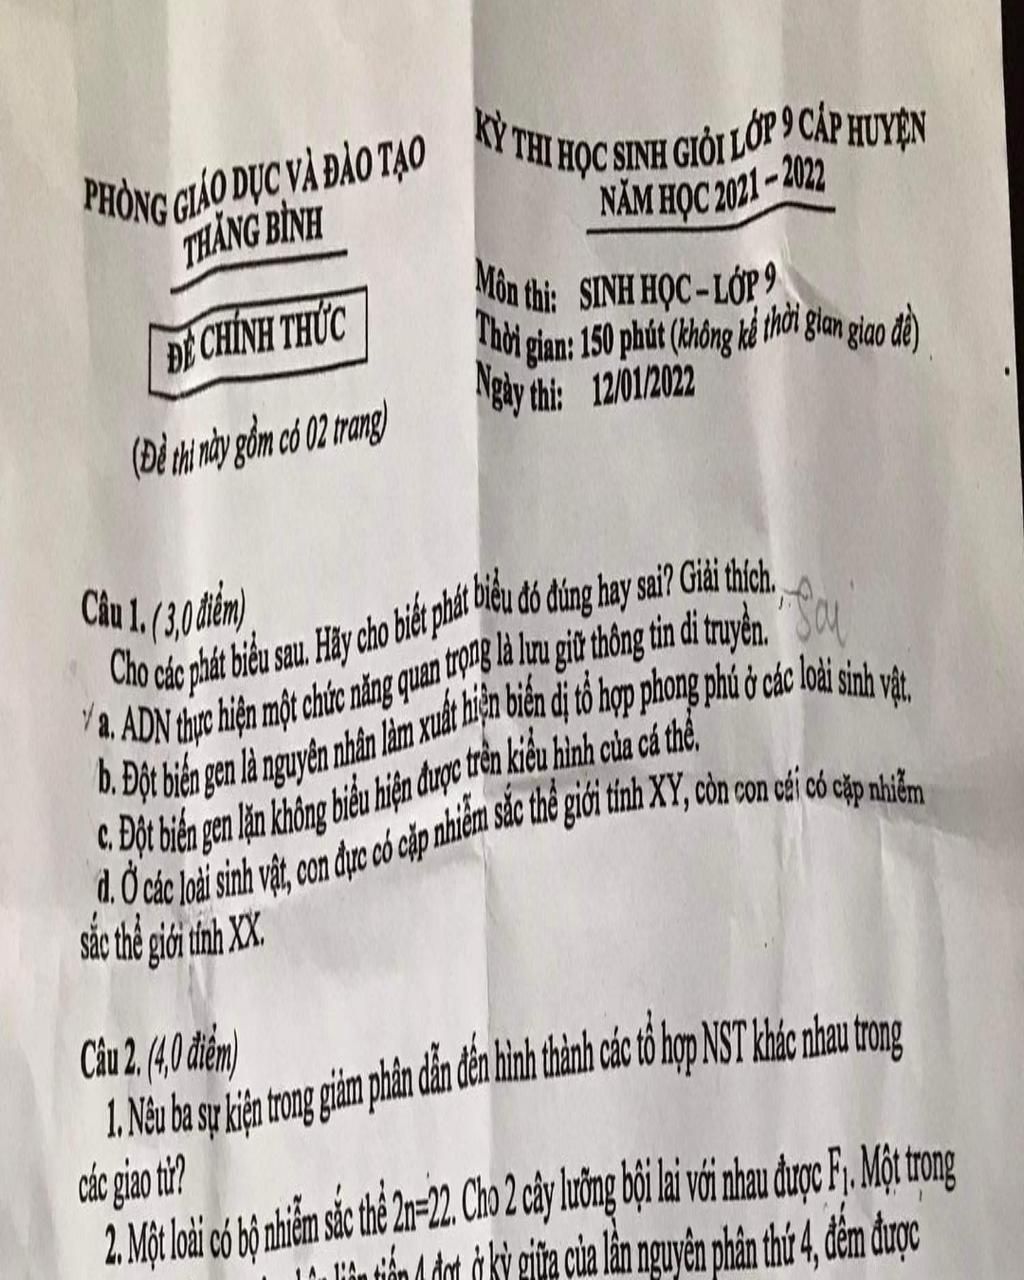 PHÒNG GIÁO DỤC VÀ ĐÀO TẠO
THĂNG BÌNH
ĐỀ CHÍNH THỨC
(Đề thi này gồm có 02 trang)
KỲ THI HỌC SINH GIỎI LỚP 9 CẤP HUYỆN
NĂM HỌC 2021 – 2022
Môn thi: SINH HỌC – LỚP 9
Thời gian: 150 phút (không kể thời gian giao đề)
Ngày thi: 12/01/2022
Câu 1. (3,0 điểm)
Cho các phát biểu sau. Hãy cho biết phát biểu đó đúng hay sai? Giải thích.
a. ADN thực hiện một chức năng quan trọng là lưu giữ thông tin di truyền. Sai
b. Đột biến gen là nguyên nhân làm xuất hiện biến dị tổ hợp phong phú ở các loài sinh vật.
c. Đột biến gen lặn không biểu hiện được trên kiểu hình của cá thể.
d. Ở các loài sinh vật, con đực có cặp nhiễm sắc thể giới tính XY, còn con cái có cặp nhiễm
sắc thể giới tính XX.
Câu 2. (4,0 điểm)
1. Nêu ba sự kiện trong giảm phân dẫn đến hình thành các tổ hợp NST khác nhau trong
các giao tử?
2. Một loài có bộ nhiễm sắc thể 2n=22. Cho 2 cây lưỡng bội lai với nhau được F1. Một trong
liên tiếp 4 đợt, ở kỳ giữa của lần nguyên phân thứ 4, đếm được